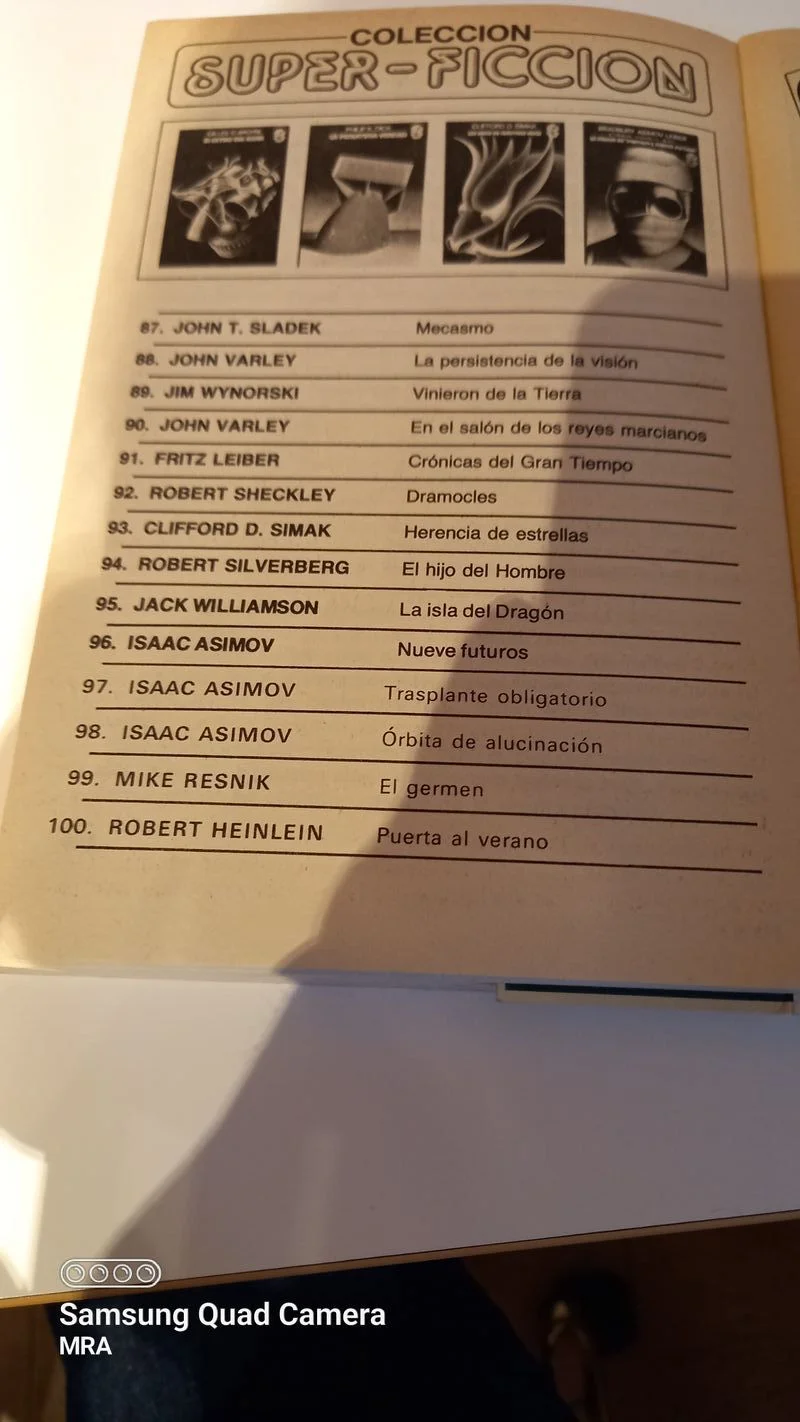 COLECCION
SUPER-FICCION
87. JOHN T. SLADEK Mecasmo
88. JOHN VARLEY La persistencia de la visión
89. JIM WYNORSKI Vinieron de la Tierra
90. JOHN VARLEY En el salón de los reyes marcianos
91. FRITZ LEIBER Crónicas del Gran Tiempo
92. ROBERT SHECKLEY Dramocles
93. CLIFFORD D. SIMAK Herencia de estrellas
94. ROBERT SILVERBERG El hijo del Hombre
95. JACK WILLIAMSON La isla del Dragón
96. ISAAC ASIMOV Nueve futuros
97. ISAAC ASIMOV Trasplante obligatorio
98. ISAAC ASIMOV Órbita de alucinación
99. MIKE RESNIK El germen
100. ROBERT HEINLEIN Puerta al verano
Samsung Quad Camera
MRA